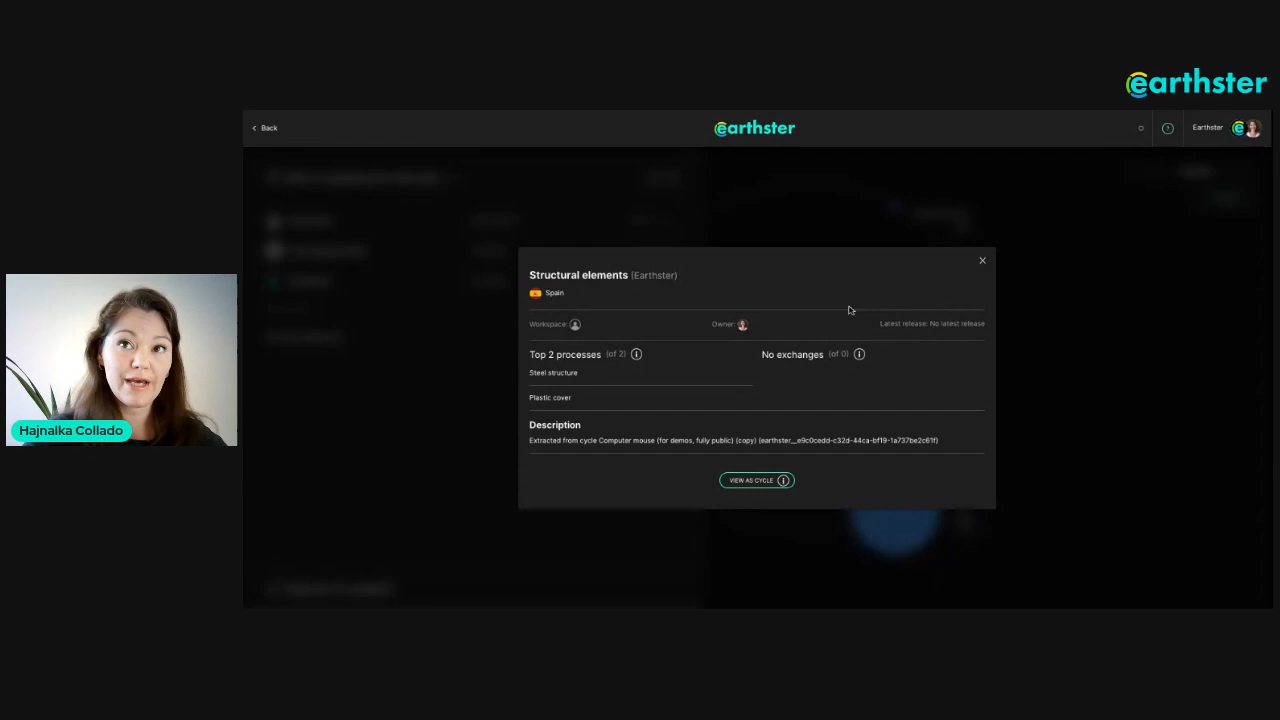 earthster
Back
earthster
Earthster
Structural elements (Earthster)
Spain
Workspace
Owner:
Latest release: No latest release
Top 2 processes (of 2)
No exchanges (of 0)
Steel structure
Plastic cover
Description
Extracted from cycle Computer mouse (for demos, fully public) (copy) (earthster__e9c0cedd-c32d-44ca-bf19-1a737be2c61f)
VIEW AS CYCLE
Hajnalka Collado